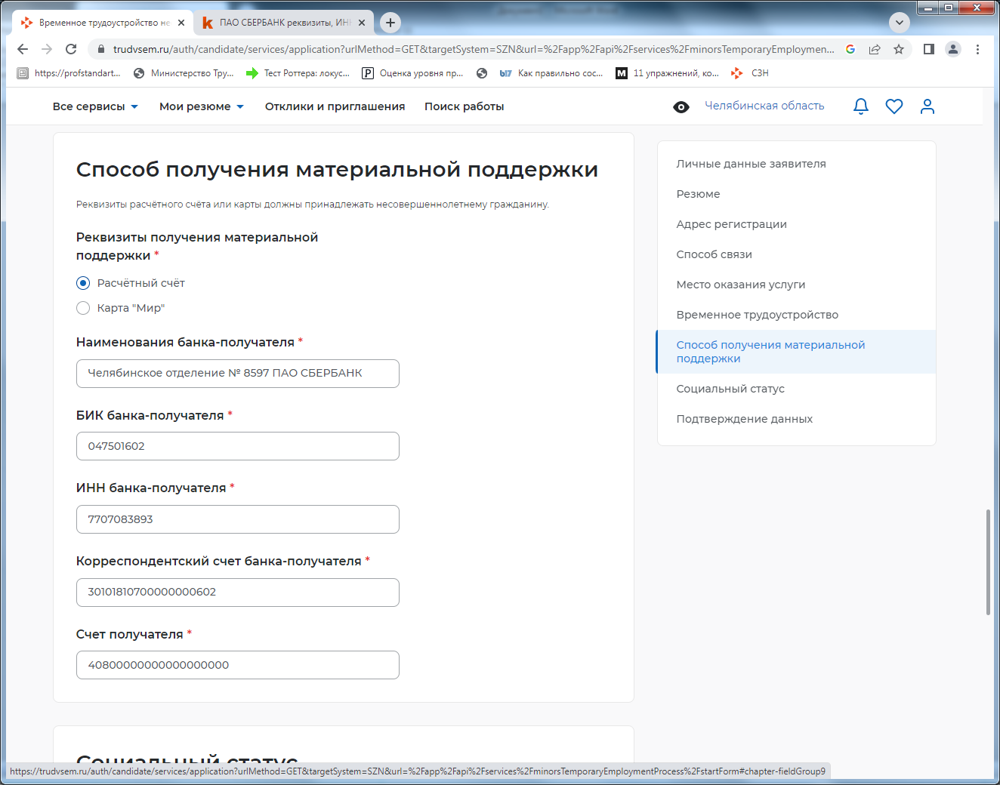 Временное трудоустройство не
ПАО СБЕРБАНК реквизиты, ИН
trudvsem.ru/auth/candidate/services/application?urlMethod=GET&targetSystem=SZN&url=%2Fapp%2Fapi%2Fservices%2FminorsTemporaryEmploymen...
https://profstandart...
Министерство Тру...
Тест Роттера: локус...
Оценка уровня пр...
b17
Как правильно сос...
11 упражнений, ко...
СЗН
Все сервисы
Мои резюме
Отклики и приглашения
Поиск работы
Челябинская область
Способ получения материальной поддержки
Реквизиты расчётного счёта или карты должны принадлежать несовершеннолетнему гражданину.
Реквизиты получения материальной
поддержки *
Расчётный счёт
Карта "Мир"
Наименования банка-получателя *
Челябинское отделение № 8597 ПАО СБЕРБАНК
БИК банка-получателя *
047501602
ИНН банка-получателя *
7707083893
Корреспондентский счет банка-получателя *
30101810700000000602
Счет получателя *
40800000000000000000
Социальный статус
Личные данные заявителя
Резюме
Адрес регистрации
Способ связи
Место оказания услуги
Временное трудоустройство
Способ получения материальной
поддержки
Социальный статус
Подтверждение данных
https://trudvsem.ru/auth/candidate/services/application?urlMethod=GET&targetSystem=SZN&url=%2Fapp%2Fapi%2Fservices%2FminorsTemporaryEmploymentProcess%2FstartForm#chapter-fieldGroup9